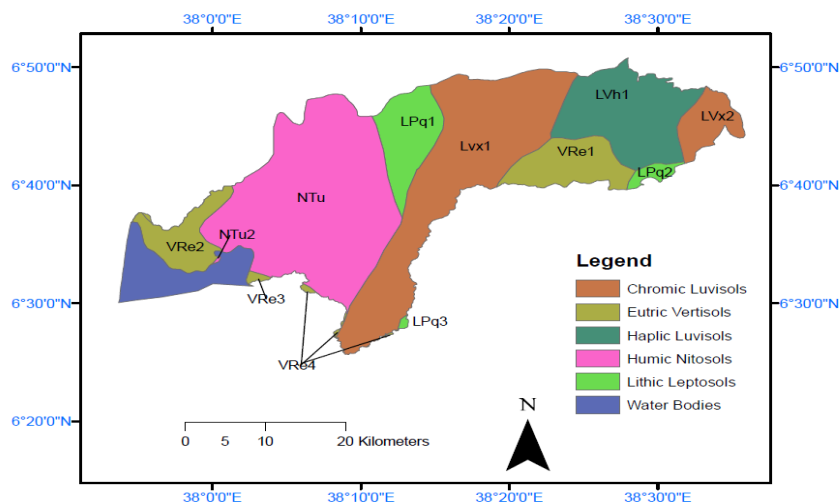 38°0'0"E 38°10'0"E 38°20'0"E 38°30'0"E
6°50'0"N 6°50'0"N
LVh1
LVx2
LPq1
Lvx1
VRe1
LPq2
6°40'0"N 6°40'0"N
NTu
NTu2
VRe2
VRe3
LPq3
VRe4
6°30'0"N 6°30'0"N
Legend
Chromic Luvisols
Eutric Vertisols
Haplic Luvisols
Humic Nitosols
Lithic Leptosols
Water Bodies
N
0 5 10 20 Kilometers
6°20'0"N 6°20'0"N
38°0'0"E 38°10'0"E 38°20'0"E 38°30'0"E